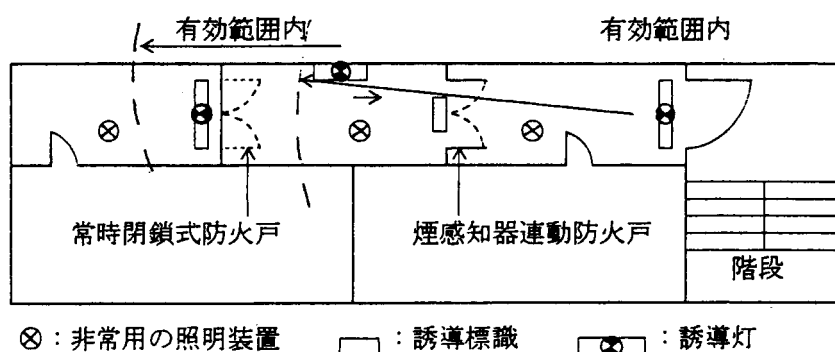 有効範囲内 有効範囲内
常時閉鎖式防火戸 煙感知器連動防火戸
階段
：非常用の照明装置 ：誘導標識 ：誘導灯